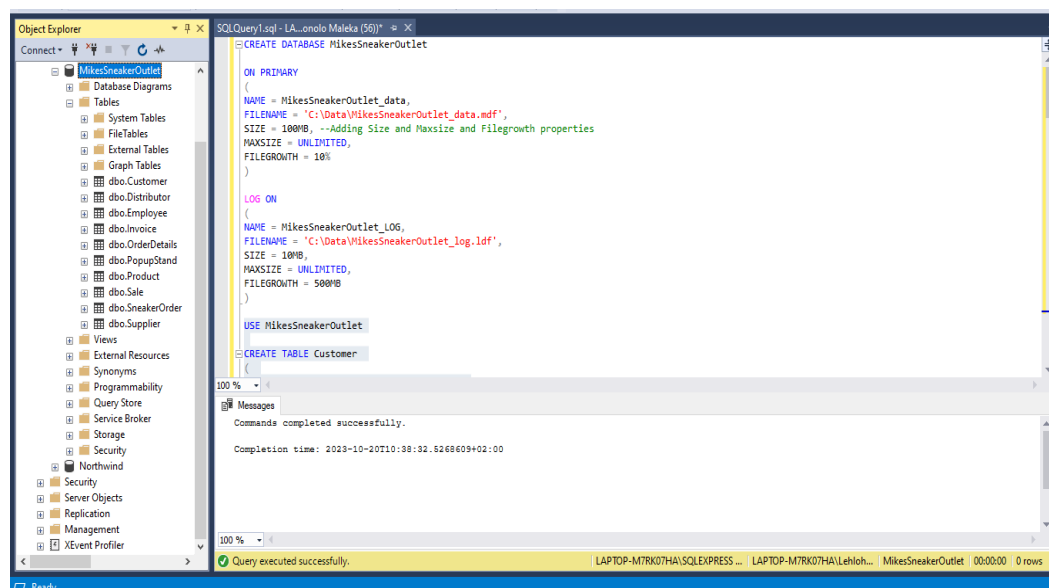 Object Explorer
Connect
MikesSneakerOutlet
Database Diagrams
Tables
System Tables
FileTables
External Tables
Graph Tables
dbo.Customer
dbo.Distributor
dbo.Employee
dbo.Invoice
dbo.OrderDetails
dbo.PopupStand
dbo.Product
dbo.Sale
dbo.SneakerOrder
dbo.Supplier
Views
External Resources
Synonyms
Programmability
Query Store
Service Broker
Storage
Security
Northwind
Security
Server Objects
Replication
Management
XEvent Profiler
SQLQuery1.sql - LA...onolo Maleka (56))*
CREATE DATABASE MikesSneakerOutlet
ON PRIMARY
(
NAME = MikesSneakerOutlet_data,
FILENAME = 'C:\Data\MikesSneakerOutlet_data.mdf',
SIZE = 100MB, --Adding Size and Maxsize and Filegrowth properties
MAXSIZE = UNLIMITED,
FILEGROWTH = 10%
)
LOG ON
(
NAME = MikesSneakerOutlet_LOG,
FILENAME = 'C:\Data\MikesSneakerOutlet_log.ldf',
SIZE = 10MB,
MAXSIZE = UNLIMITED,
FILEGROWTH = 500MB
)
USE MikesSneakerOutlet
CREATE TABLE Customer
(
100 %
Messages
Commands completed successfully.
Completion time: 2023-10-20T10:38:32.5268609+02:00
100 %
Query executed successfully.
LAPTOP-M7RK07HA\SQLEXPRESS ...
LAPTOP-M7RK07HA\Lehloh...
MikesSneakerOutlet
00:00:00
0 rows
Ready